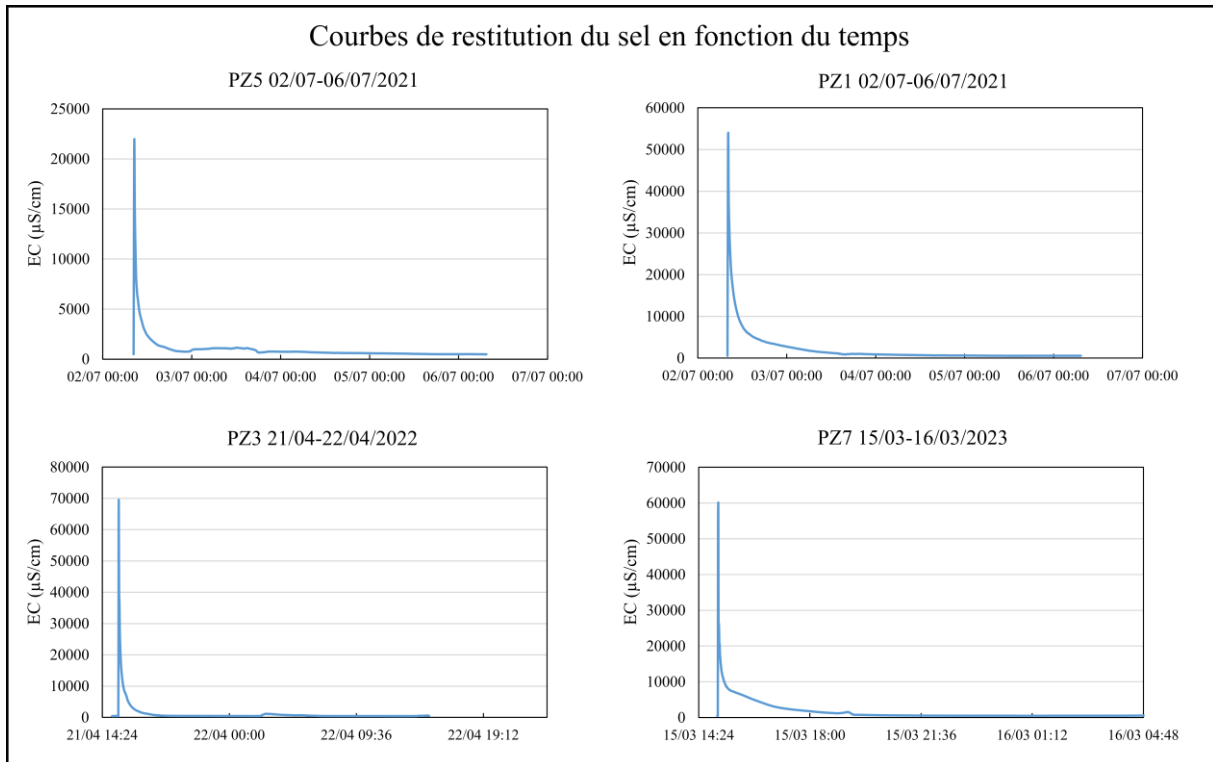 Courbes de restitution du sel en fonction du temps
PZ5 02/07-06/07/2021
25000
20000
15000
10000
5000
0
EC (µS/cm)
02/07 00:00 03/07 00:00 04/07 00:00 05/07 00:00 06/07 00:00 07/07 00:00
PZ1 02/07-06/07/2021
60000
50000
40000
30000
20000
10000
0
EC (µS/cm)
02/07 00:00 03/07 00:00 04/07 00:00 05/07 00:00 06/07 00:00 07/07 00:00
PZ3 21/04-22/04/2022
80000
70000
60000
50000
40000
30000
20000
10000
0
EC (µS/cm)
21/04 14:24 22/04 00:00 22/04 09:36 22/04 19:12
PZ7 15/03-16/03/2023
70000
60000
50000
40000
30000
20000
10000
0
EC (µS/cm)
15/03 14:24 15/03 18:00 15/03 21:36 16/03 01:12 16/03 04:48